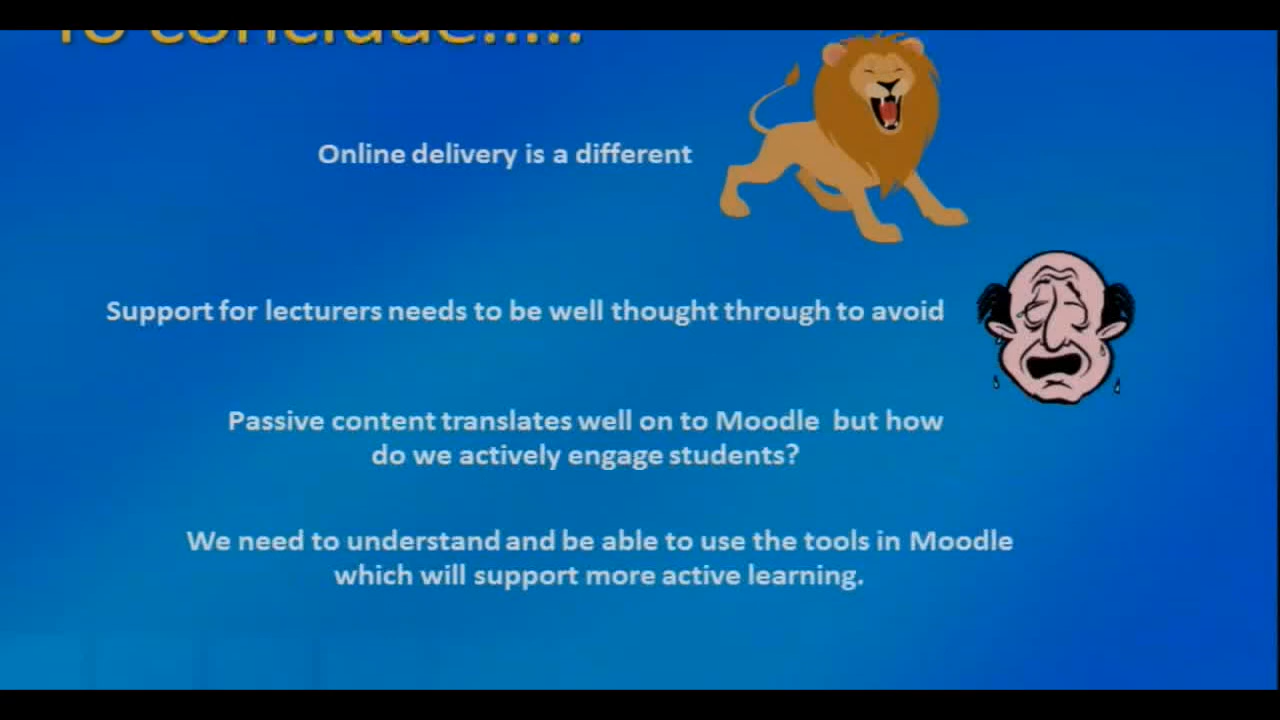 To conclude.....
Online delivery is a different
Support for lecturers needs to be well thought through to avoid
Passive content translates well on to Moodle but how
do we actively engage students?
We need to understand and be able to use the tools in Moodle
which will support more active learning.